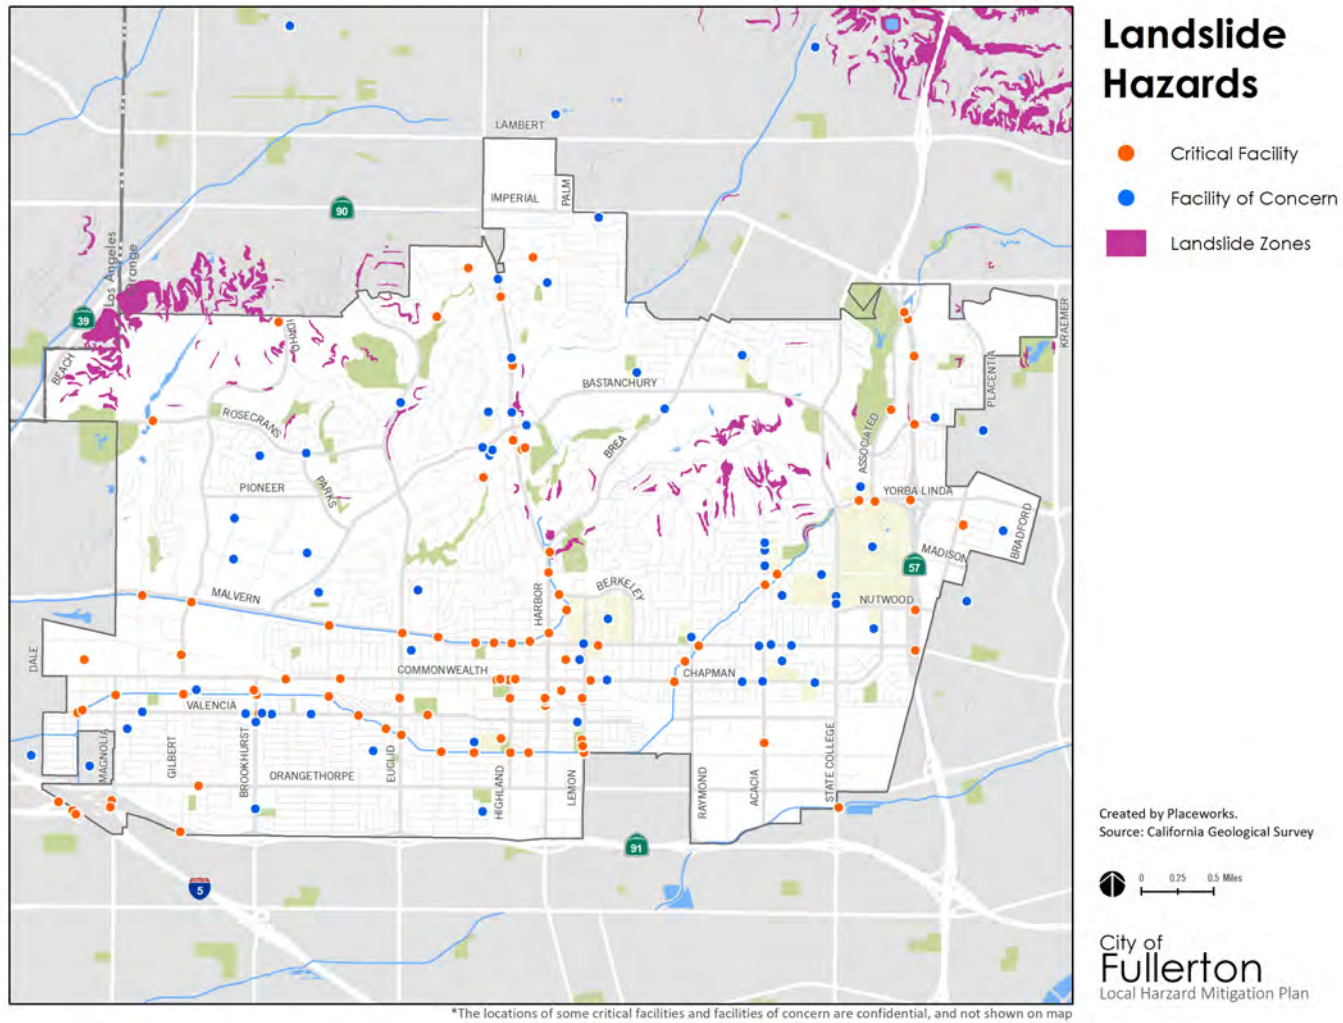 Landslide
Hazards
Critical Facility
Facility of Concern
Landslide Zones
LAMBERT
IMPERIAL
PALM
90
Los Angeles
Orange
39
BEACH
IDAHO
KRAEMER
PLACENTIA
BASTANCHURY
ROSECRANS
BREA
ASSOCIATED
PIONEER
PARKS
YORBA LINDA
BRADFORD
MADISON
57
MALVERN
HARBOR
BERKELEY
NUTWOOD
DALE
COMMONWEALTH
CHAPMAN
VALENCIA
MAGNOLIA
GILBERT
BROOKHURST
ORANGETHORPE
EUCLID
HIGHLAND
LEMON
RAYMOND
ACACIA
STATE COLLEGE
91
5
Created by Placeworks.
Source: California Geological Survey
0 0.25 0.5 Miles
City of
Fullerton
Local Harzard Mitigation Plan
*The locations of some critical facilities and facilities of concern are confidential, and not shown on map